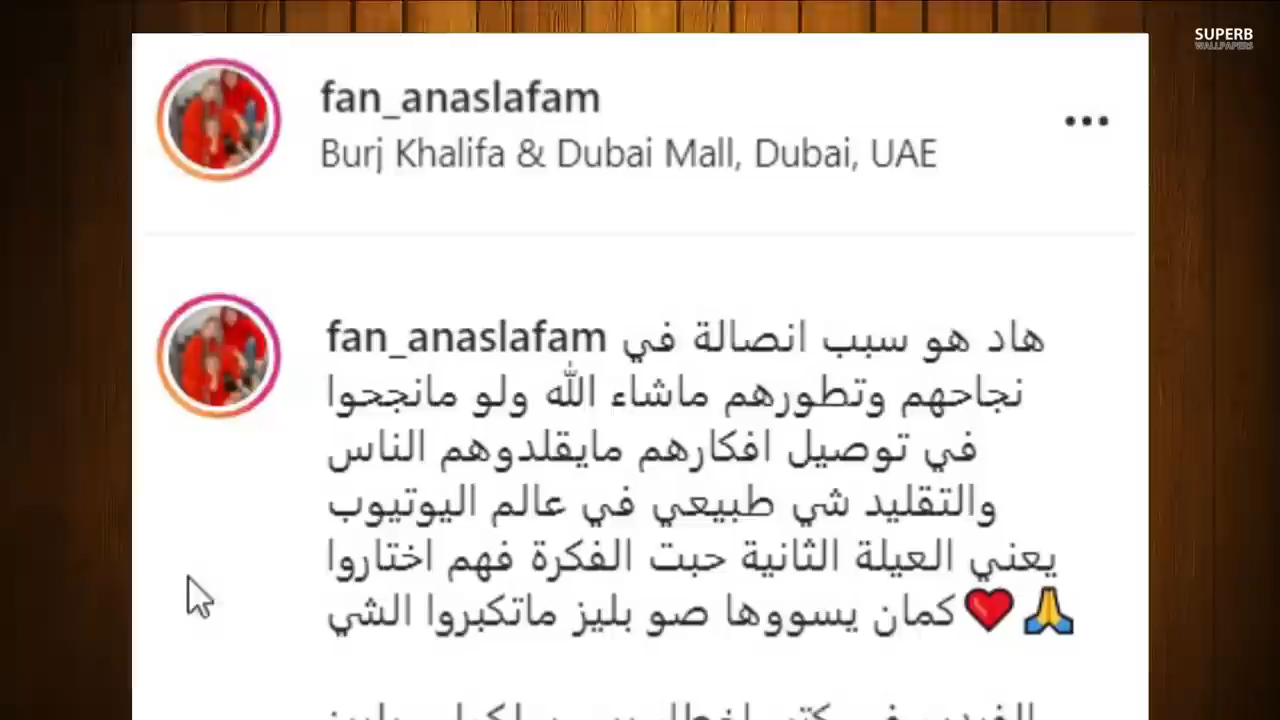 SUPERB
WALLPAPERS
fan_anaslafam
Burj Khalifa & Dubai Mall, Dubai, UAE
fan_anaslafam هاد هو سبب انصالة في
نجاحهم وتطورهم ماشاء الله ولو مانجحوا
في توصيل افكارهم مايقلدوهم الناس
والتقليد شي طبيعي في عالم اليوتيوب
يعني العيلة الثانية حبت الفكرة فهم اختاروا
كمان يسووها صو بليز ماتكبروا الشي ❤️🙏